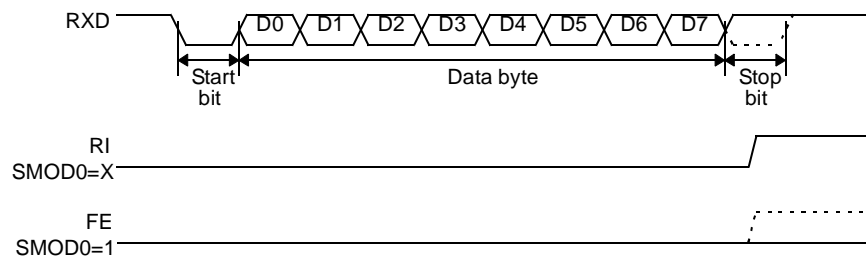 RXD
D0 D1 D2 D3 D4 D5 D6 D7
Start
bit
Data byte
Stop
bit
RI
SMOD0=X
FE
SMOD0=1